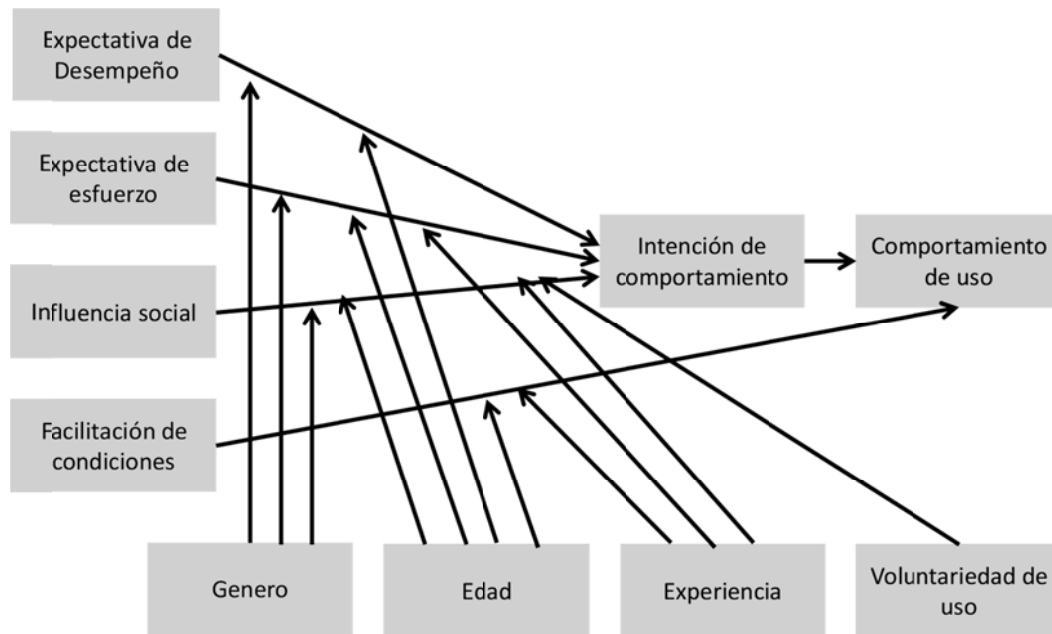 Expectativa de
Desempeño
Expectativa de
esfuerzo
Influencia social
Facilitación de
condiciones
Intención de
comportamiento
Comportamiento
de uso
Genero
Edad
Experiencia
Voluntariedad de
uso